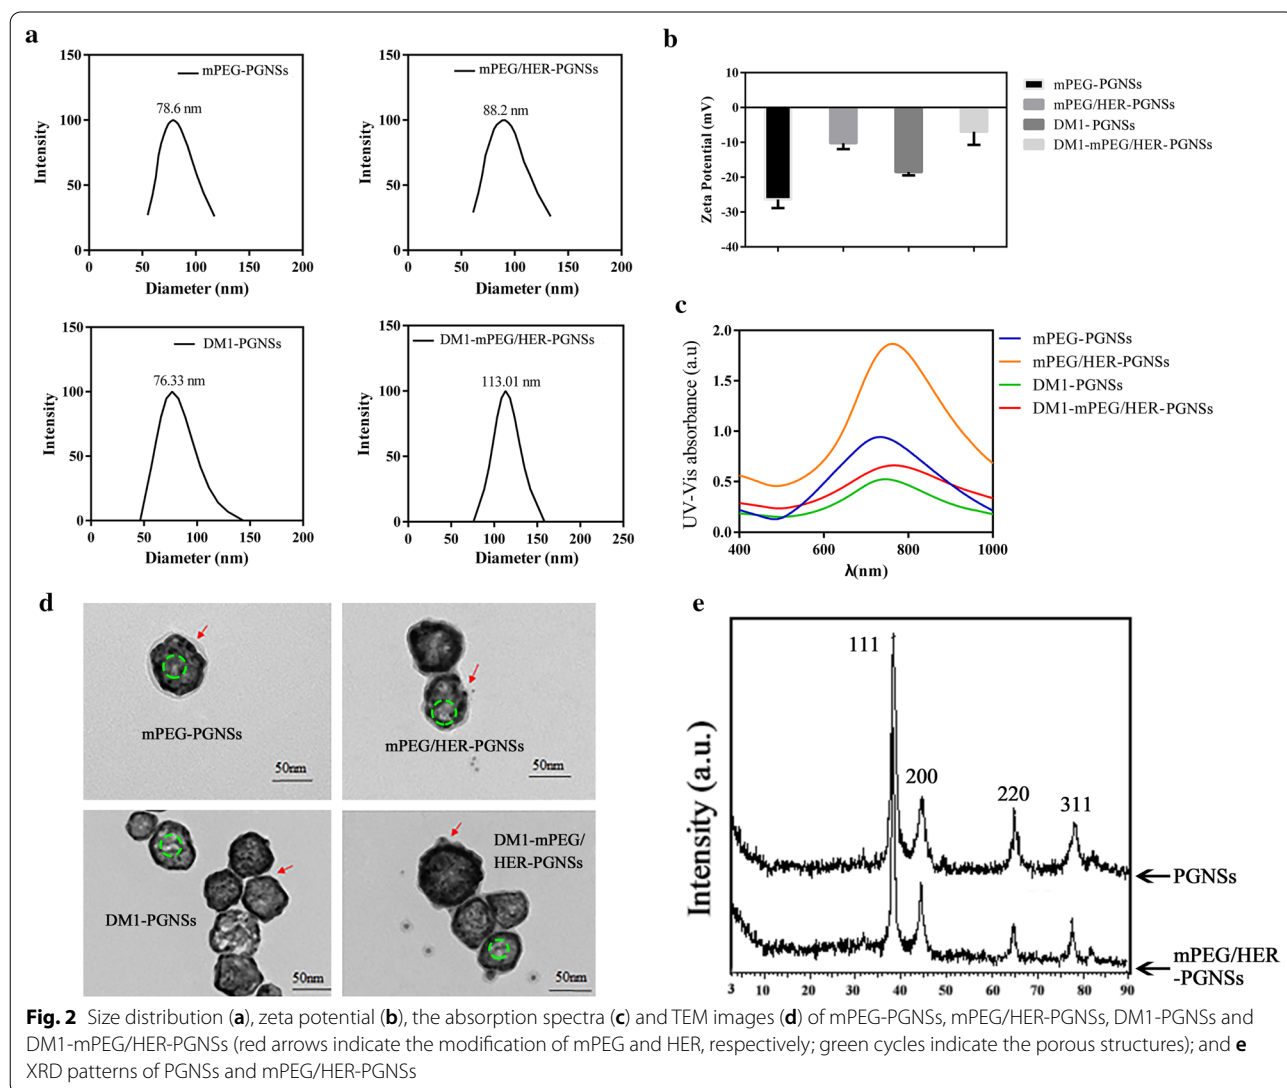 a
150
100
50
0
Intensity
mPEG-PGNSs
78.6 nm
0 50 100 150 200
Diameter (nm)
150
100
50
0
Intensity
mPEG/HER-PGNSs
88.2 nm
0 50 100 150 200
Diameter (nm)
150
100
50
0
Intensity
DM1-PGNSs
76.33 nm
0 50 100 150 200
Diameter (nm)
150
100
50
0
Intensity
DM1-mPEG/HER-PGNSs
113.01 nm
0 50 100 150 200 250
Diameter (nm)
b
10
0
-10
-20
-30
-40
Zeta Potential (mV)
mPEG-PGNSs
mPEG/HER-PGNSs
DM1-PGNSs
DM1-mPEG/HER-PGNSs
c
2.0
1.5
1.0
0.5
0.0
UV-Vis absorbance (a.u)
400 600 800 1000
λ(nm)
mPEG-PGNSs
mPEG/HER-PGNSs
DM1-PGNSs
DM1-mPEG/HER-PGNSs
d
mPEG-PGNSs
50nm
mPEG/HER-PGNSs
50nm
DM1-PGNSs
50nm
DM1-mPEG/
HER-PGNSs
50nm
e
Intensity (a.u.)
111
200
220
311
PGNSs
mPEG/HER
-PGNSs
3 10 20 30 40 50 60 70 80 90
Fig. 2 Size distribution (a), zeta potential (b), the absorption spectra (c) and TEM images (d) of mPEG-PGNSs, mPEG/HER-PGNSs, DM1-PGNSs and
DM1-mPEG/HER-PGNSs (red arrows indicate the modification of mPEG and HER, respectively; green cycles indicate the porous structures); and e
XRD patterns of PGNSs and mPEG/HER-PGNSs